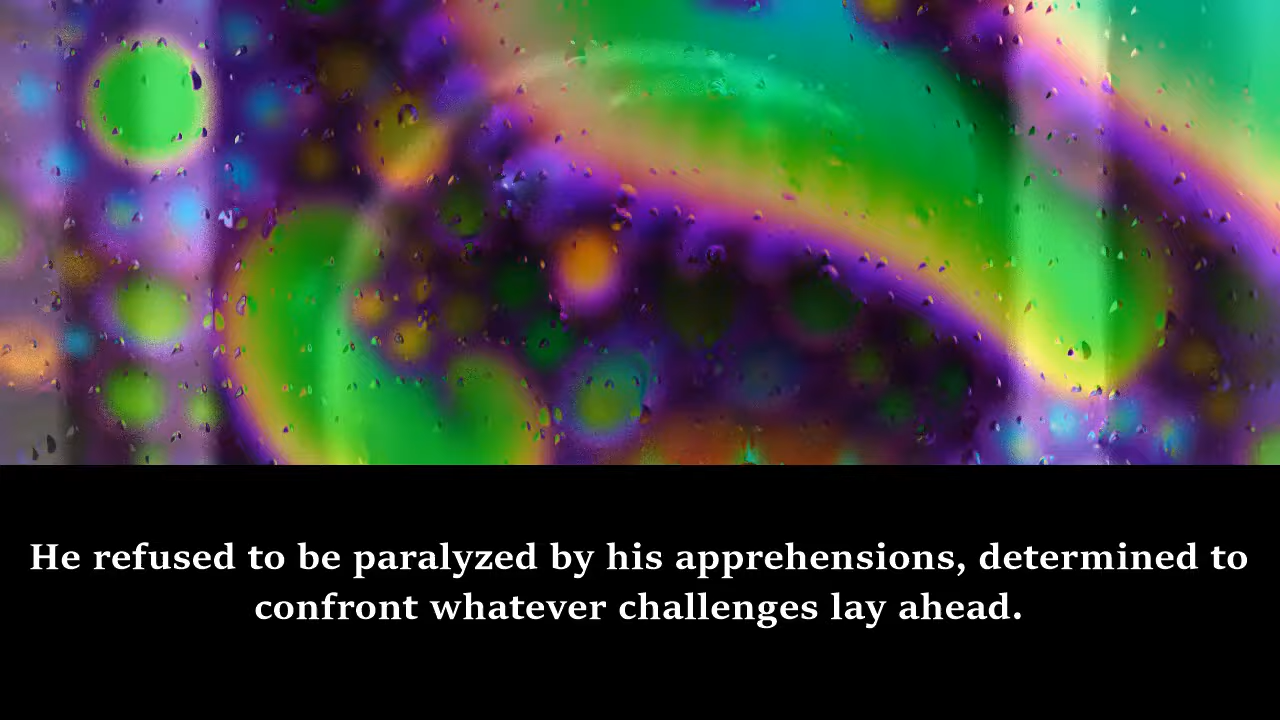 He refused to be paralyzed by his apprehensions, determined to
confront whatever challenges lay ahead.